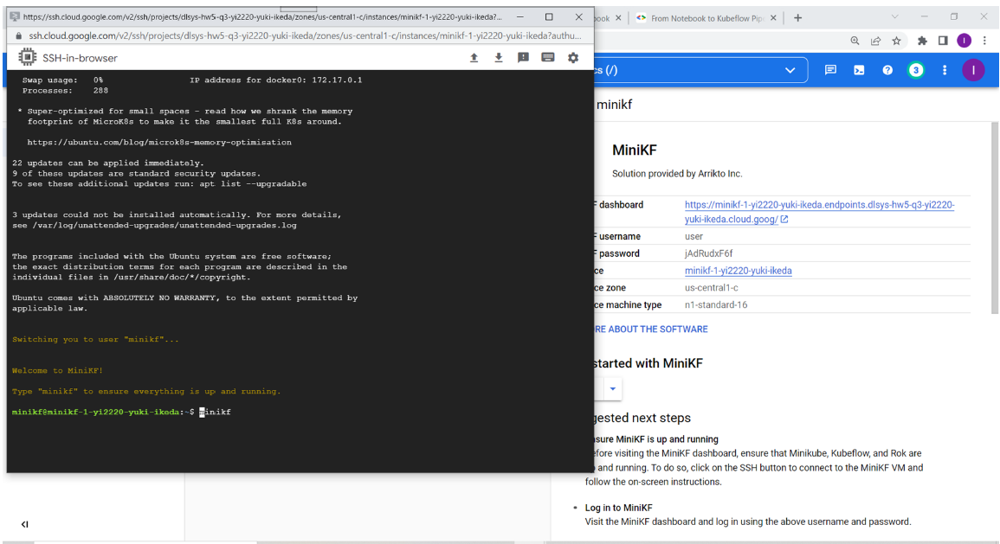 https://ssh.cloud.google.com/v2/ssh/projects/dlsys-hw5-q3-yi2220-yuki-ikeda/zones/us-central1-c/instances/minikf-1-yi2220-yuki-ikeda?...
ssh.cloud.google.com/v2/ssh/projects/dlsys-hw5-q3-yi2220-yuki-ikeda/zones/us-central1-c/instances/minikf-1-yi2220-yuki-ikeda?authu...
SSH-in-browser
Swap usage: 0% IP address for docker0: 172.17.0.1
Processes: 288
* Super-optimized for small spaces - read how we shrank the memory
footprint of MicroK8s to make it the smallest full K8s around.
https://ubuntu.com/blog/microk8s-memory-optimisation
22 updates can be applied immediately.
9 of these updates are standard security updates.
To see these additional updates run: apt list --upgradable
3 updates could not be installed automatically. For more details,
see /var/log/unattended-upgrades/unattended-upgrades.log
The programs included with the Ubuntu system are free software;
the exact distribution terms for each program are described in the
individual files in /usr/share/doc/*/copyright.
Ubuntu comes with ABSOLUTELY NO WARRANTY, to the extent permitted by
applicable law.
Switching you to user "minikf"...
Welcome to MiniKF!
Type "minikf" to ensure everything is up and running.
minikf@minikf-1-yi2220-yuki-ikeda:~$ minikf
ook
From Notebook to Kubeflow Pip
I
cs (/)
3
I
minikf
MiniKF
Solution provided by Arrikto Inc.
F dashboard https://minikf-1-yi2220-yuki-ikeda.endpoints.dlsys-hw5-q3-yi2220-
yuki-ikeda.cloud.goog/
F username user
F password jAdRudxF6f
ce minikf-1-yi2220-yuki-ikeda
ce zone us-central1-c
ce machine type n1-standard-16
RE ABOUT THE SOFTWARE
started with MiniKF
gested next steps
sure MiniKF is up and running
efore visiting the MiniKF dashboard, ensure that Minikube, Kubeflow, and Rok are
and running. To do so, click on the SSH button to connect to the MiniKF VM and
follow the on-screen instructions.
• Log in to MiniKF
Visit the MiniKF dashboard and log in using the above username and password.